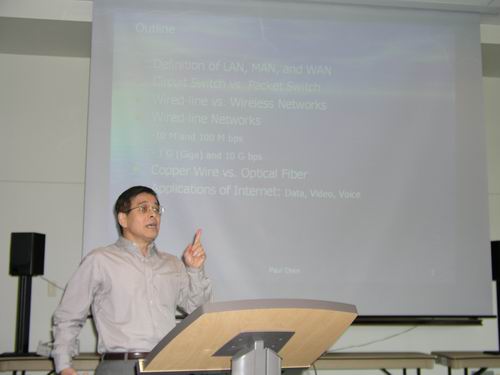 Outline
Definition of LAN, MAN, and WAN
Circuit Switch vs. Packet Switch
Wired-line vs. Wireless Networks
Wired-line Networks
10 M and 100 M bps
1 G (Giga) and 10 G bps
Copper Wire vs. Optical Fiber
Applications of Internet: Data, Video, Voice
Paul Chen